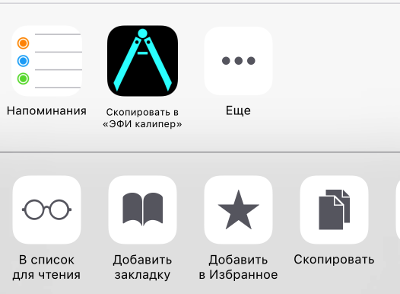 Напоминания
Скопировать в
«ЭФИ калипер»
Еще
В список
для чтения
Добавить
закладку
Добавить
в Избранное
Скопировать